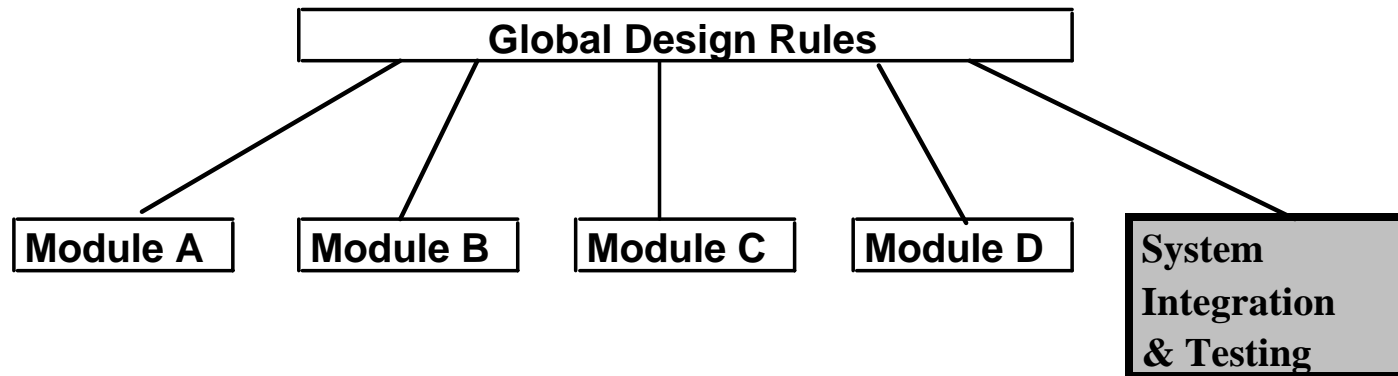 Global Design Rules
Module A
Module B
Module C
Module D
System
Integration
& Testing